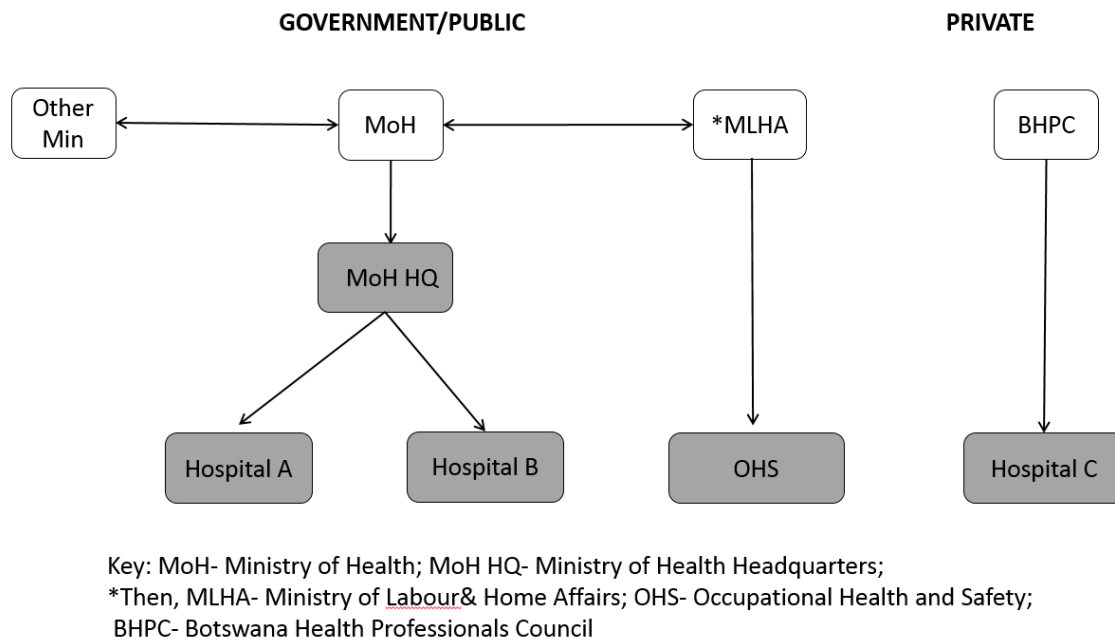 GOVERNMENT/PUBLIC
PRIVATE
Other
Min
MoH
*MLHA
BHPC
MoH HQ
Hospital A
Hospital B
OHS
Hospital C
Key: MoH- Ministry of Health; MoH HQ- Ministry of Health Headquarters;
*Then, MLHA- Ministry of Labour& Home Affairs; OHS- Occupational Health and Safety;
BHPC- Botswana Health Professionals Council